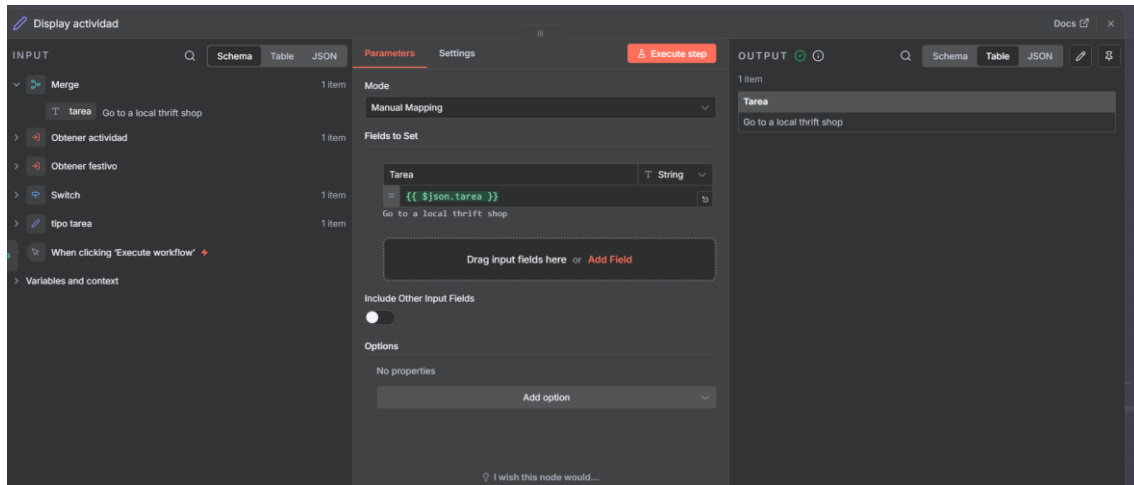 Display actividad
Docs
INPUT
Schema Table JSON
Merge 1 item
T tarea Go to a local thrift shop
Obtener actividad 1 item
Obtener festivo
Switch 1 item
tipo tarea 1 item
When clicking ‘Execute workflow’
Variables and context
Parameters Settings Execute step
Mode
Manual Mapping
Fields to Set
Tarea T String
= {{ $json.tarea }}
Go to a local thrift shop
Drag input fields here or Add Field
Include Other Input Fields
Options
No properties
Add option
I wish this node would...
OUTPUT
Schema Table JSON
1 item
Tarea
Go to a local thrift shop